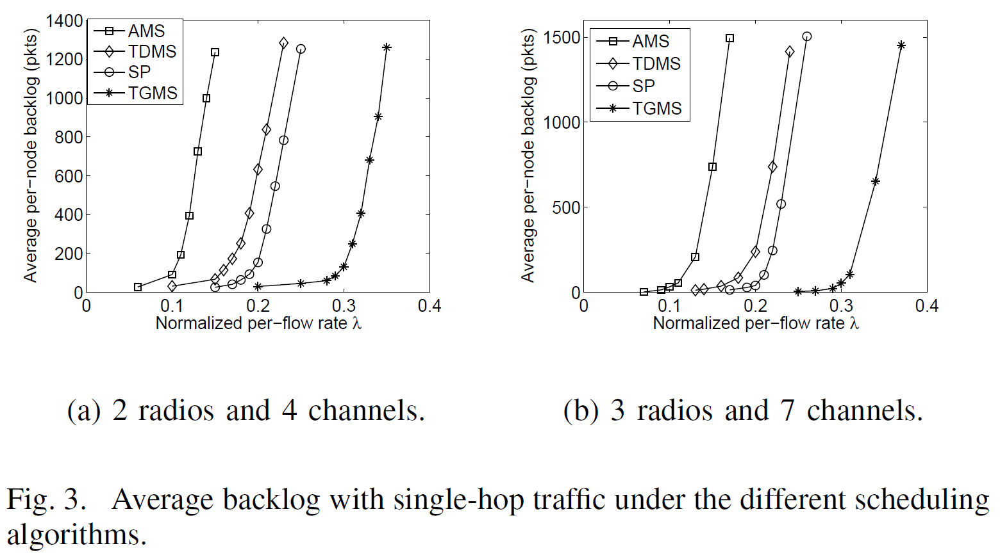 Average per-node backlog (pkts)
1400
1200
1000
800
600
400
200
0
AMS
TDMS
SP
TGMS
0 0.1 0.2 0.3 0.4
Normalized per-flow rate λ
(a) 2 radios and 4 channels.
Average per-node backlog (pkts)
1500
1000
500
0
AMS
TDMS
SP
TGMS
0 0.1 0.2 0.3 0.4
Normalized per-flow rate λ
(b) 3 radios and 7 channels.
Fig. 3. Average backlog with single-hop traffic under the different scheduling
algorithms.